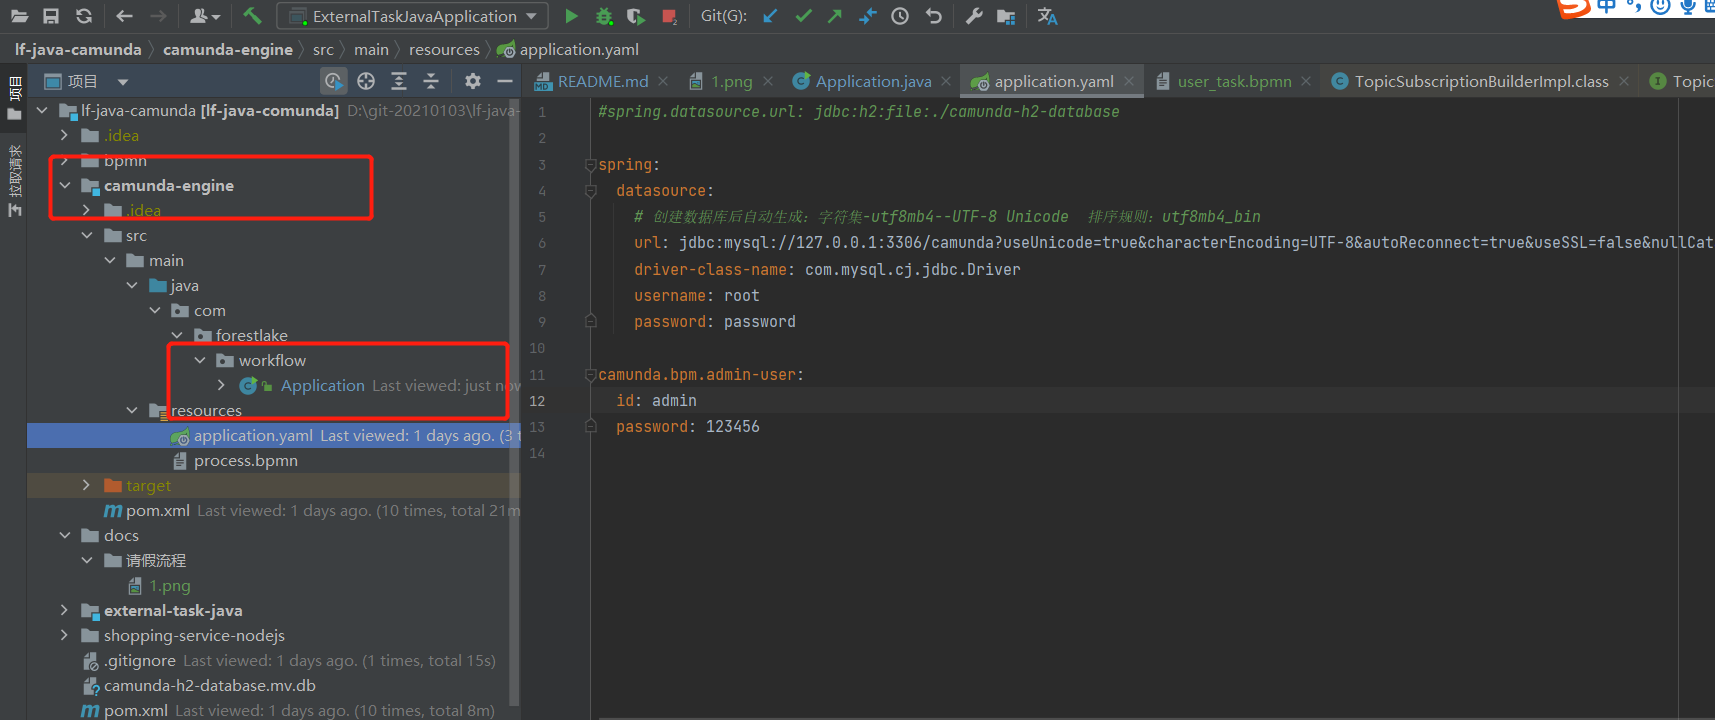 ExternalTaskJavaApplication Git(G):
lf-java-camunda camunda-engine src main resources application.yaml
项目 README.md 1.png Application.java application.yaml user_task.bpmn TopicSubscriptionBuilderImpl.class Topic
项目
拉取请求
lf-java-camunda [lf-java-comunda] D:\git-20210103\lf-java-
.idea
bpmn
camunda-engine
.idea
src
main
java
com
forestlake
workflow
Application Last viewed: just now
resources
application.yaml Last viewed: 1 days ago. (3 t
process.bpmn
target
pom.xml Last viewed: 1 days ago. (10 times, total 21m
docs
请假流程
1.png
external-task-java
shopping-service-nodejs
.gitignore Last viewed: 1 days ago. (1 times, total 15s)
camunda-h2-database.mv.db
pom.xml Last viewed: 1 days ago. (10 times, total 8m)
1 #spring.datasource.url: jdbc:h2:file:./camunda-h2-database
2
3 spring:
4 datasource:
5 # 创建数据库后自动生成：字符集-utf8mb4--UTF-8 Unicode 排序规则：utf8mb4_bin
6 url: jdbc:mysql://127.0.0.1:3306/camunda?useUnicode=true&characterEncoding=UTF-8&autoReconnect=true&useSSL=false&nullCat
7 driver-class-name: com.mysql.cj.jdbc.Driver
8 username: root
9 password: password
10
11 camunda.bpm.admin-user:
12 id: admin
13 password: 123456
14